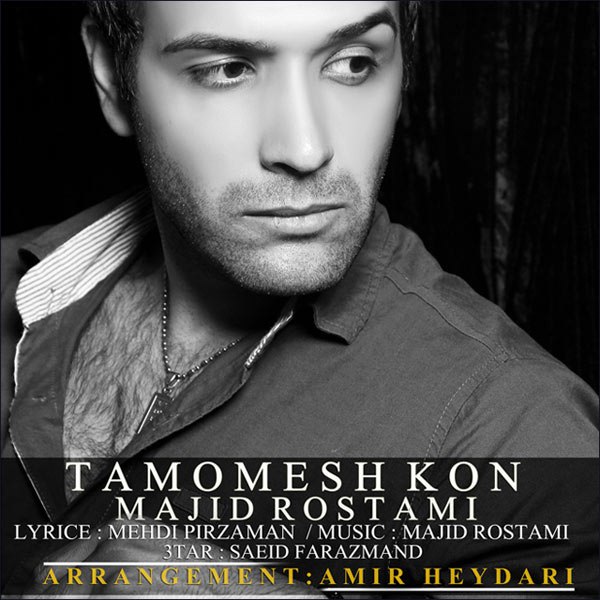 TAMOMESH KON
MAJID ROSTAMI
LYRICE : MEHDI PIRZAMAN / MUSIC : MAJID ROSTAMI
3TAR : SAEID FARAZMAND
ARRANGEMENT:AMIR HEYDARI